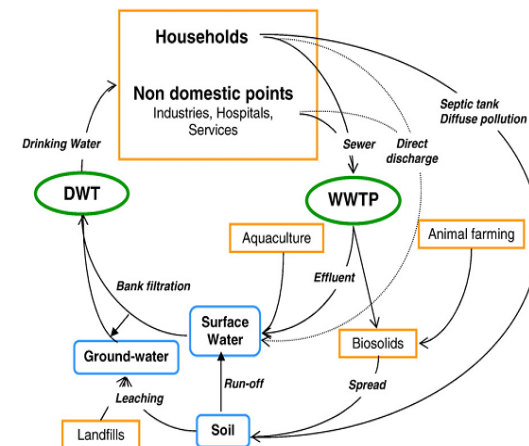 Households
Non domestic points
Industries, Hospitals,
Services
Septic tank
Diffuse pollution
Drinking Water
Sewer
Direct
discharge
DWT
WWTP
Aquaculture
Animal farming
Effluent
Bank filtration
Surface
Water
Ground-water
Biosolids
Run-off
Spread
Leaching
Landfills
Soil